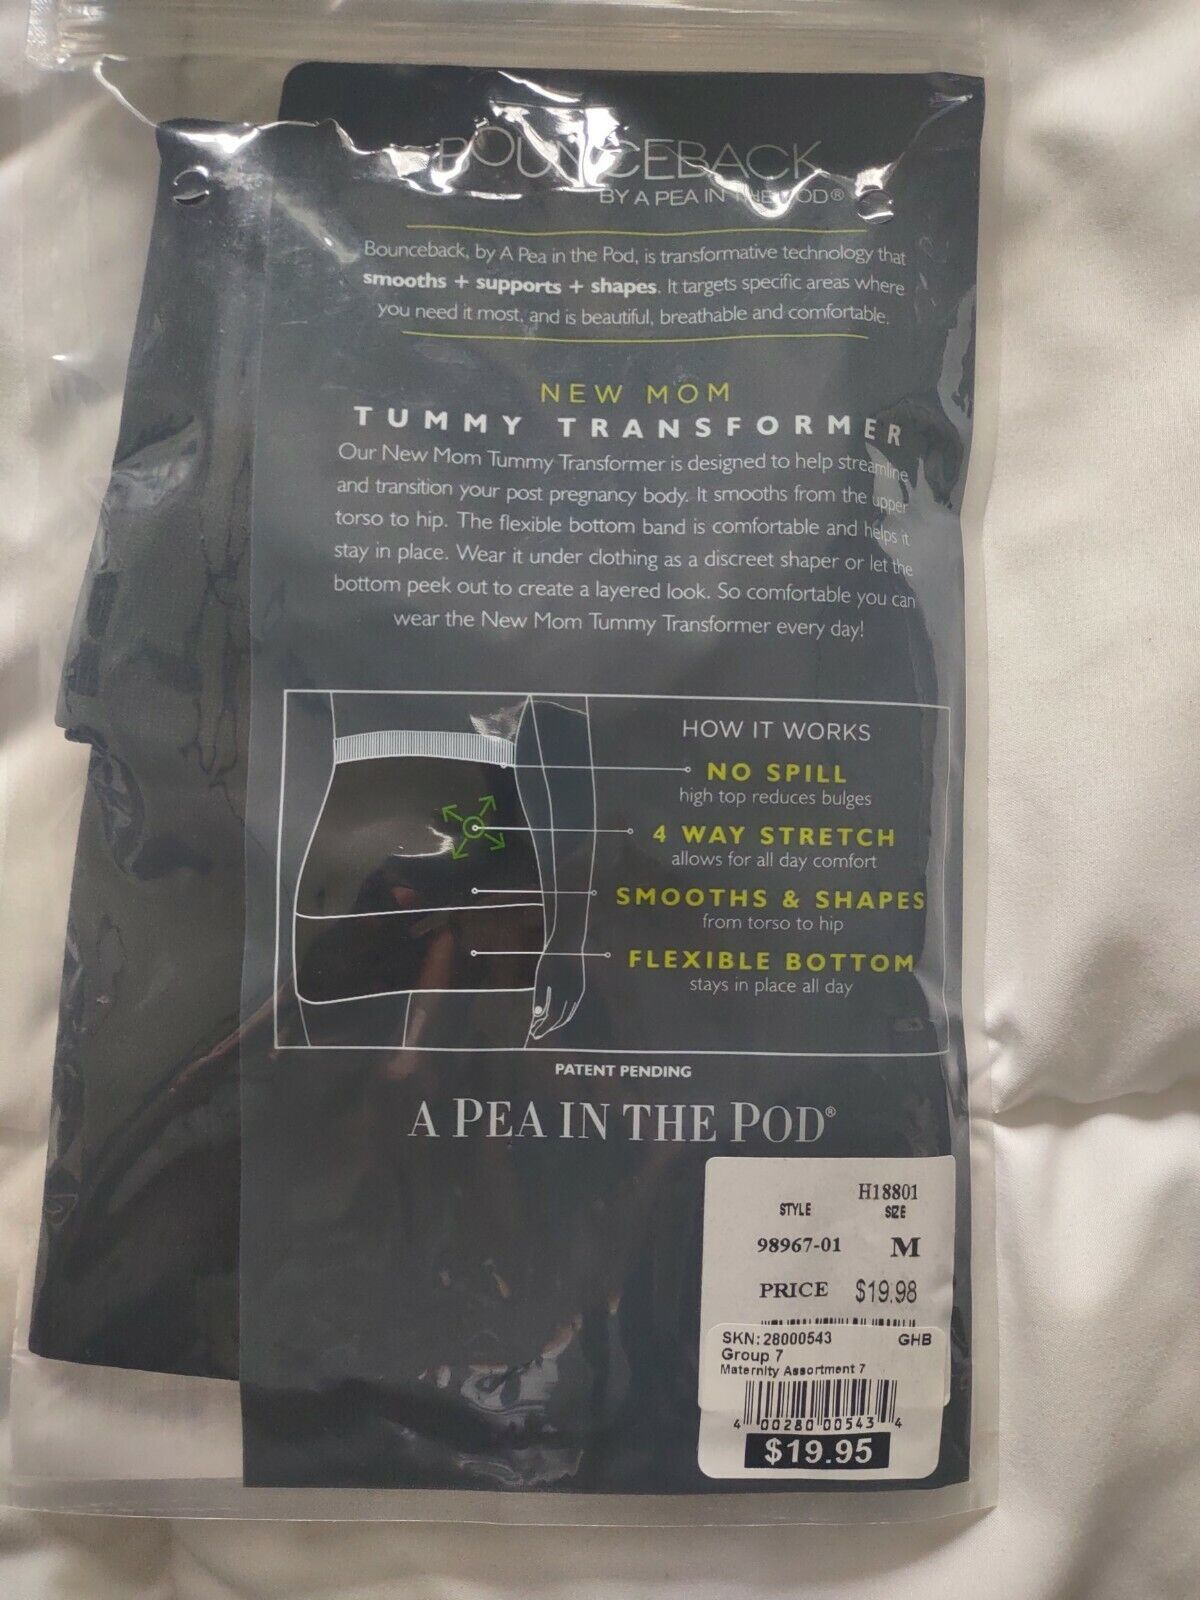 BOUNCEBACK
BY A PEA IN THE POD®
Bounceback, by A Pea in the Pod, is transformative technology that
smooths + supports + shapes. It targets specific areas where
you need it most, and is beautiful, breathable and comfortable.
NEW MOM
TUMMY TRANSFORMER
Our New Mom Tummy Transformer is designed to help streamline
and transition your post pregnancy body. It smooths from the upper
torso to hip. The flexible bottom band is comfortable and helps it
stay in place. Wear it under clothing as a discreet shaper or let the
bottom peek out to create a layered look. So comfortable you can
wear the New Mom Tummy Transformer every day!
HOW IT WORKS
NO SPILL
high top reduces bulges
4 WAY STRETCH
allows for all day comfort
SMOOTHS & SHAPES
from torso to hip
FLEXIBLE BOTTOM
stays in place all day
PATENT PENDING
A PEA IN THE POD®
H18801
STYLE SIZE
98967-01 M
PRICE $19.98
SKN: 28000543 GHB
Group 7
Maternity Assortment 7
4 00280 00543 4
$19.95